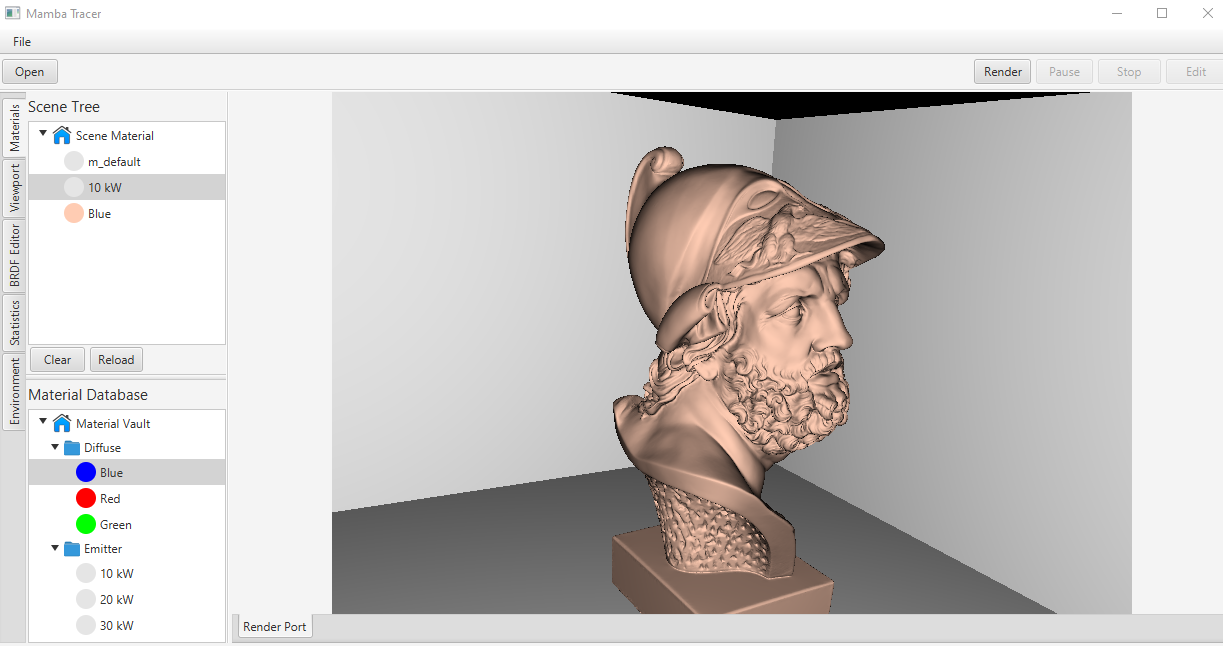 Mamba Tracer
File
Open
Render
Pause
Stop
Edit
Materials
Viewport
BRDF Editor
Statistics
Environment
Scene Tree
Scene Material
m_default
10 kW
Blue
Clear
Reload
Material Database
Material Vault
Diffuse
Blue
Red
Green
Emitter
10 kW
20 kW
30 kW
Render Port